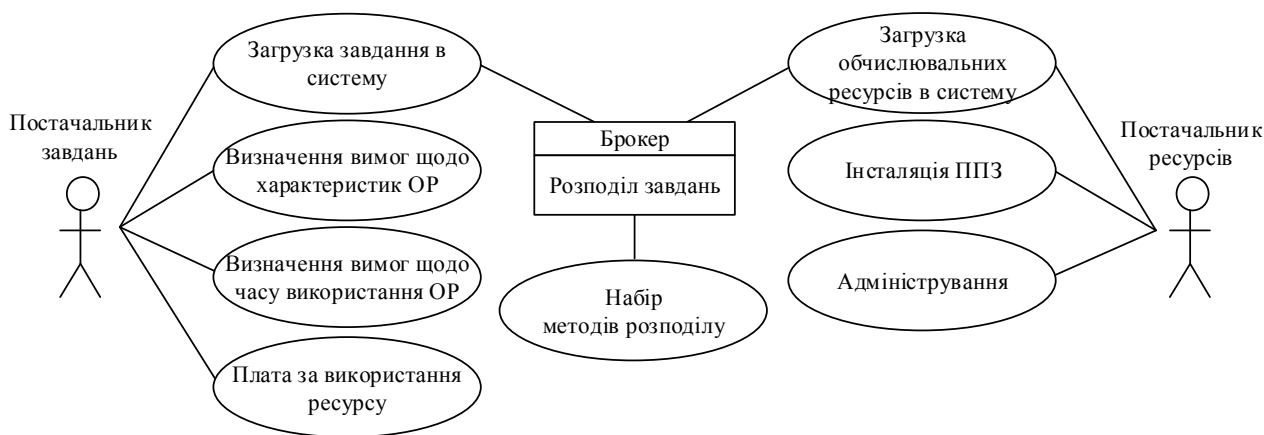 Постачальник
завдань
Загрузка завдання в
систему
Визначення вимог щодо
характеристик ОР
Визначення вимог щодо
часу використання ОР
Плата за використання
ресурсу
Брокер
Розподіл завдань
Набір
методів розподілу
Загрузка
обчислювальних
ресурсів в систему
Інсталяція ППЗ
Адміністрування
Постачальник
ресурсів